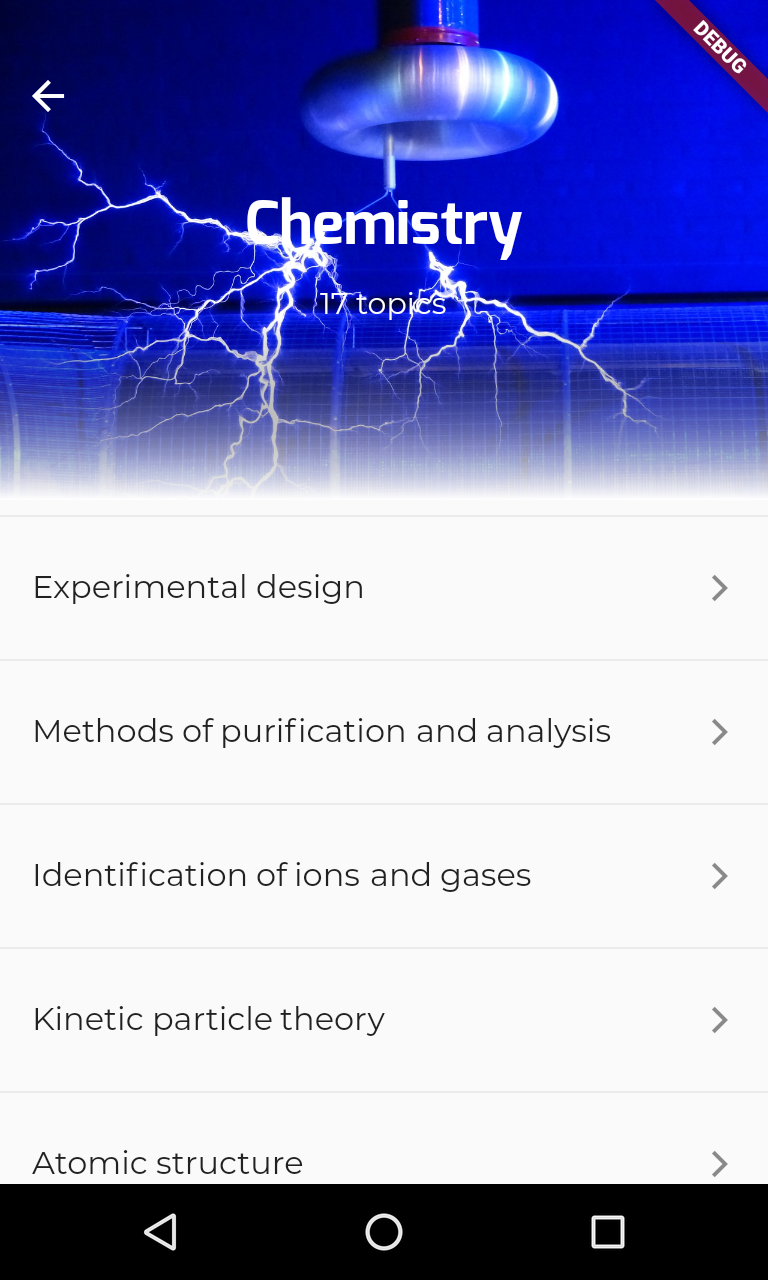 DEBUG
Chemistry
17 topics
Experimental design
Methods of purification and analysis
Identification of ions and gases
Kinetic particle theory
Atomic structure